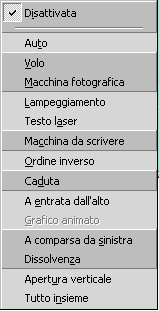 Disattivata
Auto
Volo
Macchina fotografica
Lampeggiamento
Testo laser
Macchina da scrivere
Ordine inverso
Caduta
A entrata dall'alto
Grafico animato
A comparsa da sinistra
Dissolvenza
Apertura verticale
Tutto insieme